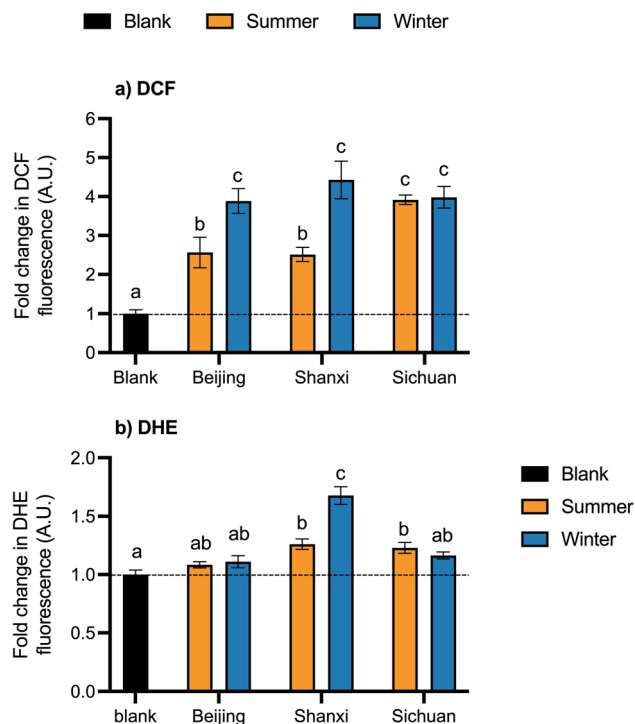 Blank Summer Winter
a) DCF
Fold change in DCF
fluorescence (A.U.)
6
5
4
3
2
1
0
a
b
c
b
c
c
c
Blank Beijing Shanxi Sichuan
b) DHE
Fold change in DHE
fluorescence (A.U.)
2.0
1.5
1.0
0.5
0.0
a
ab
ab
b
c
b
ab
blank Beijing Shanxi Sichuan
Blank
Summer
Winter